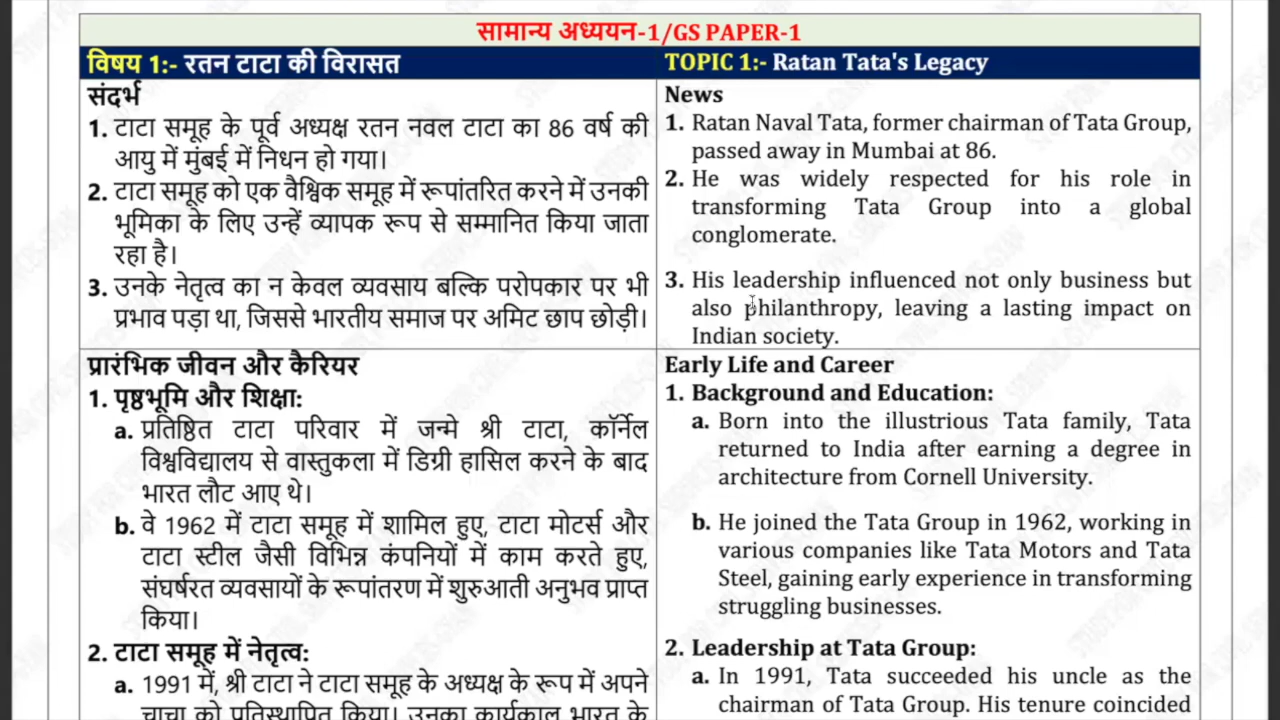 सामान्य अध्ययन-1/GS PAPER-1
विषय 1:- रतन टाटा की विरासत
संदर्भ
1. टाटा समूह के पूर्व अध्यक्ष रतन नवल टाटा का 86 वर्ष की
आयु में मुंबई में निधन हो गया।
2. टाटा समूह को एक वैश्विक समूह में रूपांतरित करने में उनकी
भूमिका के लिए उन्हें व्यापक रूप से सम्मानित किया जाता
रहा है।
3. उनके नेतृत्व का न केवल व्यवसाय बल्कि परोपकार पर भी
प्रभाव पड़ा था, जिससे भारतीय समाज पर अमिट छाप छोड़ी।
प्रारंभिक जीवन और कैरियर
1. पृष्ठभूमि और शिक्षा:
a. प्रतिष्ठित टाटा परिवार में जन्मे श्री टाटा, कॉर्नेल
विश्वविद्यालय से वास्तुकला में डिग्री हासिल करने के बाद
भारत लौट आए थे।
b. वे 1962 में टाटा समूह में शामिल हुए, टाटा मोटर्स और
टाटा स्टील जैसी विभिन्न कंपनियों में काम करते हुए,
संघर्षरत व्यवसायों के रूपांतरण में शुरुआती अनुभव प्राप्त
किया।
2. टाटा समूह में नेतृत्व:
a. 1991 में, श्री टाटा ने टाटा समूह के अध्यक्ष के रूप में अपने
चाचा को प्रतिस्थापित किया। उनका कार्यकाल भारत के
TOPIC 1:- Ratan Tata's Legacy
News
1. Ratan Naval Tata, former chairman of Tata Group,
passed away in Mumbai at 86.
2. He was widely respected for his role in
transforming Tata Group into a global
conglomerate.
3. His leadership influenced not only business but
also philanthropy, leaving a lasting impact on
Indian society.
Early Life and Career
1. Background and Education:
a. Born into the illustrious Tata family, Tata
returned to India after earning a degree in
architecture from Cornell University.
b. He joined the Tata Group in 1962, working in
various companies like Tata Motors and Tata
Steel, gaining early experience in transforming
struggling businesses.
2. Leadership at Tata Group:
a. In 1991, Tata succeeded his uncle as the
chairman of Tata Group. His tenure coincided